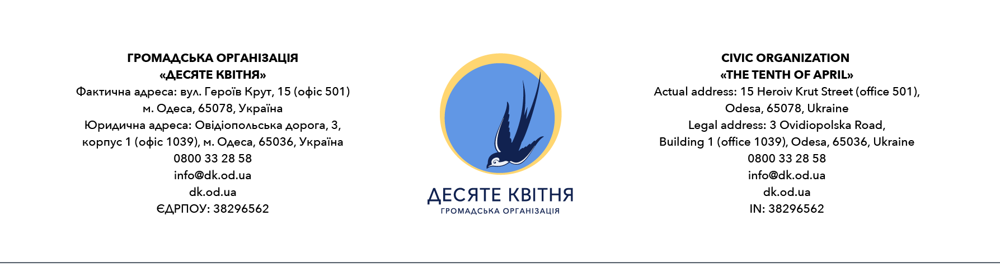 ГРОМАДСЬКА ОРГАНІЗАЦІЯ
«ДЕСЯТЕ КВІТНЯ»
Фактична адреса: вул. Героїв Крут, 15 (офіс 501)
м. Одеса, 65078, Україна
Юридична адреса: Овідіопольська дорога, 3,
корпус 1 (офіс 1039), м. Одеса, 65036, Україна
0800 33 28 58
info@dk.od.ua
dk.od.ua
ЄДРПОУ: 38296562
ДЕСЯТЕ КВІТНЯ
ГРОМАДСЬКА ОРГАНІЗАЦІЯ
CIVIC ORGANIZATION
«THE TENTH OF APRIL»
Actual address: 15 Heroiv Krut Street (office 501),
Odesa, 65078, Ukraine
Legal address: 3 Ovidiopolska Road,
Building 1 (office 1039), Odesa, 65036, Ukraine
0800 33 28 58
info@dk.od.ua
dk.od.ua
IN: 38296562